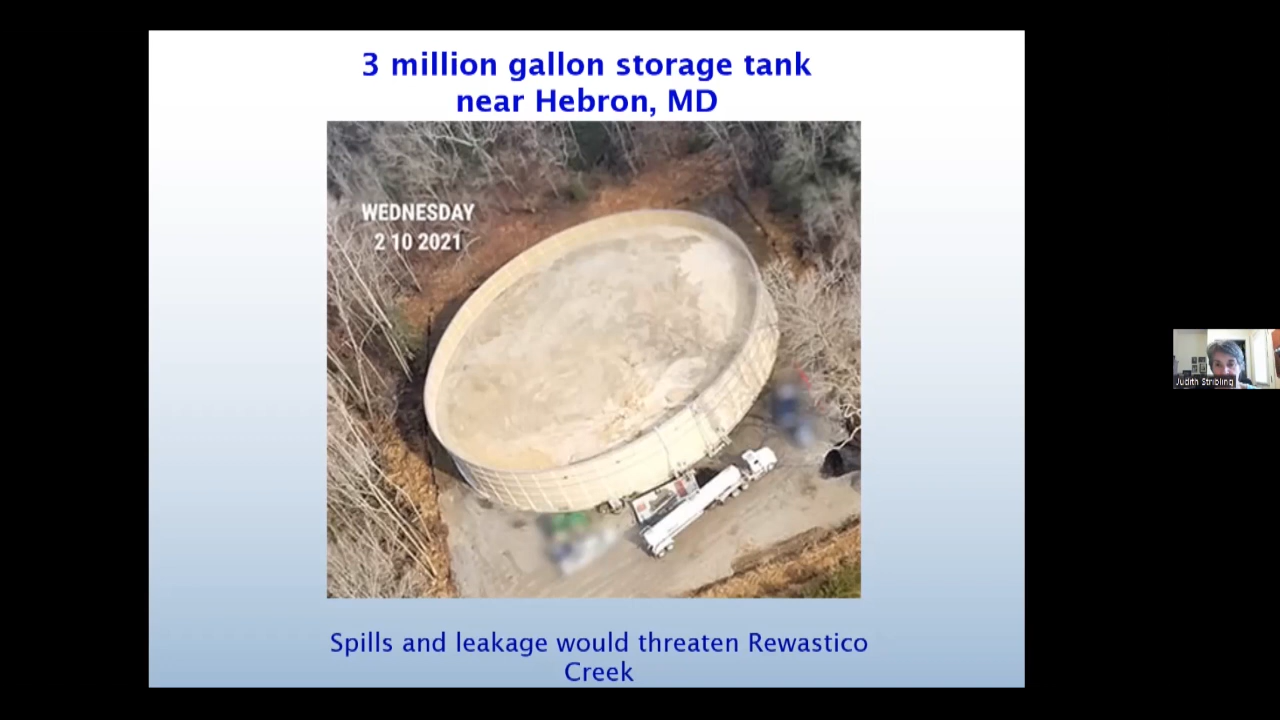 3 million gallon storage tank
near Hebron, MD
WEDNESDAY
2 10 2021
Spills and leakage would threaten Rewastico
Creek
Judith Stribling